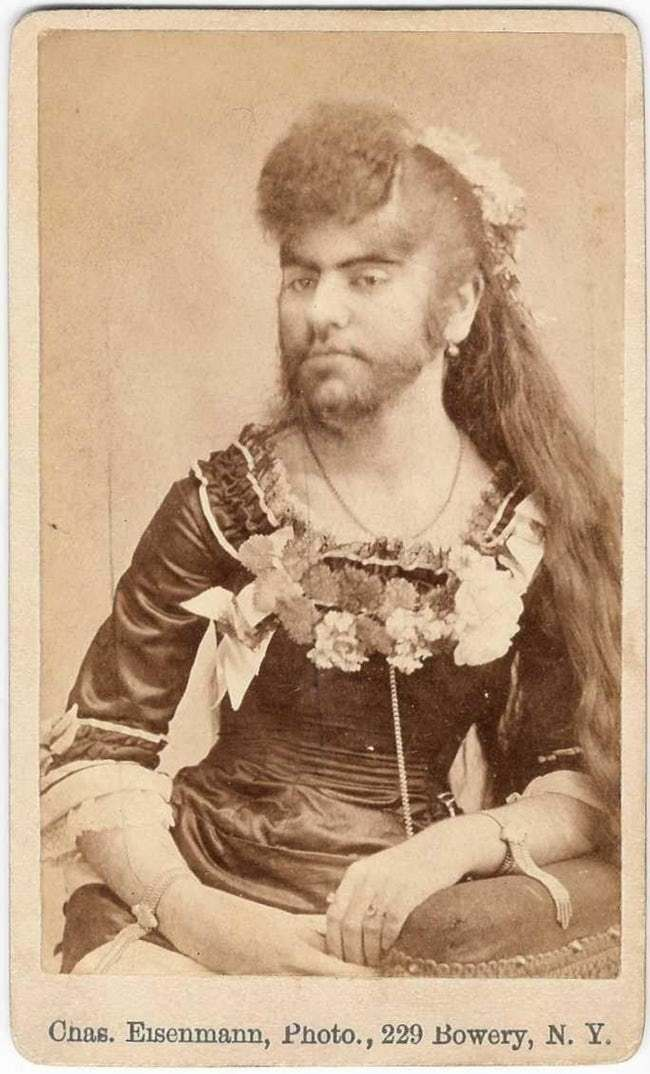 Chas. Eisenmann, Photo., 229 Bowery, N. Y.